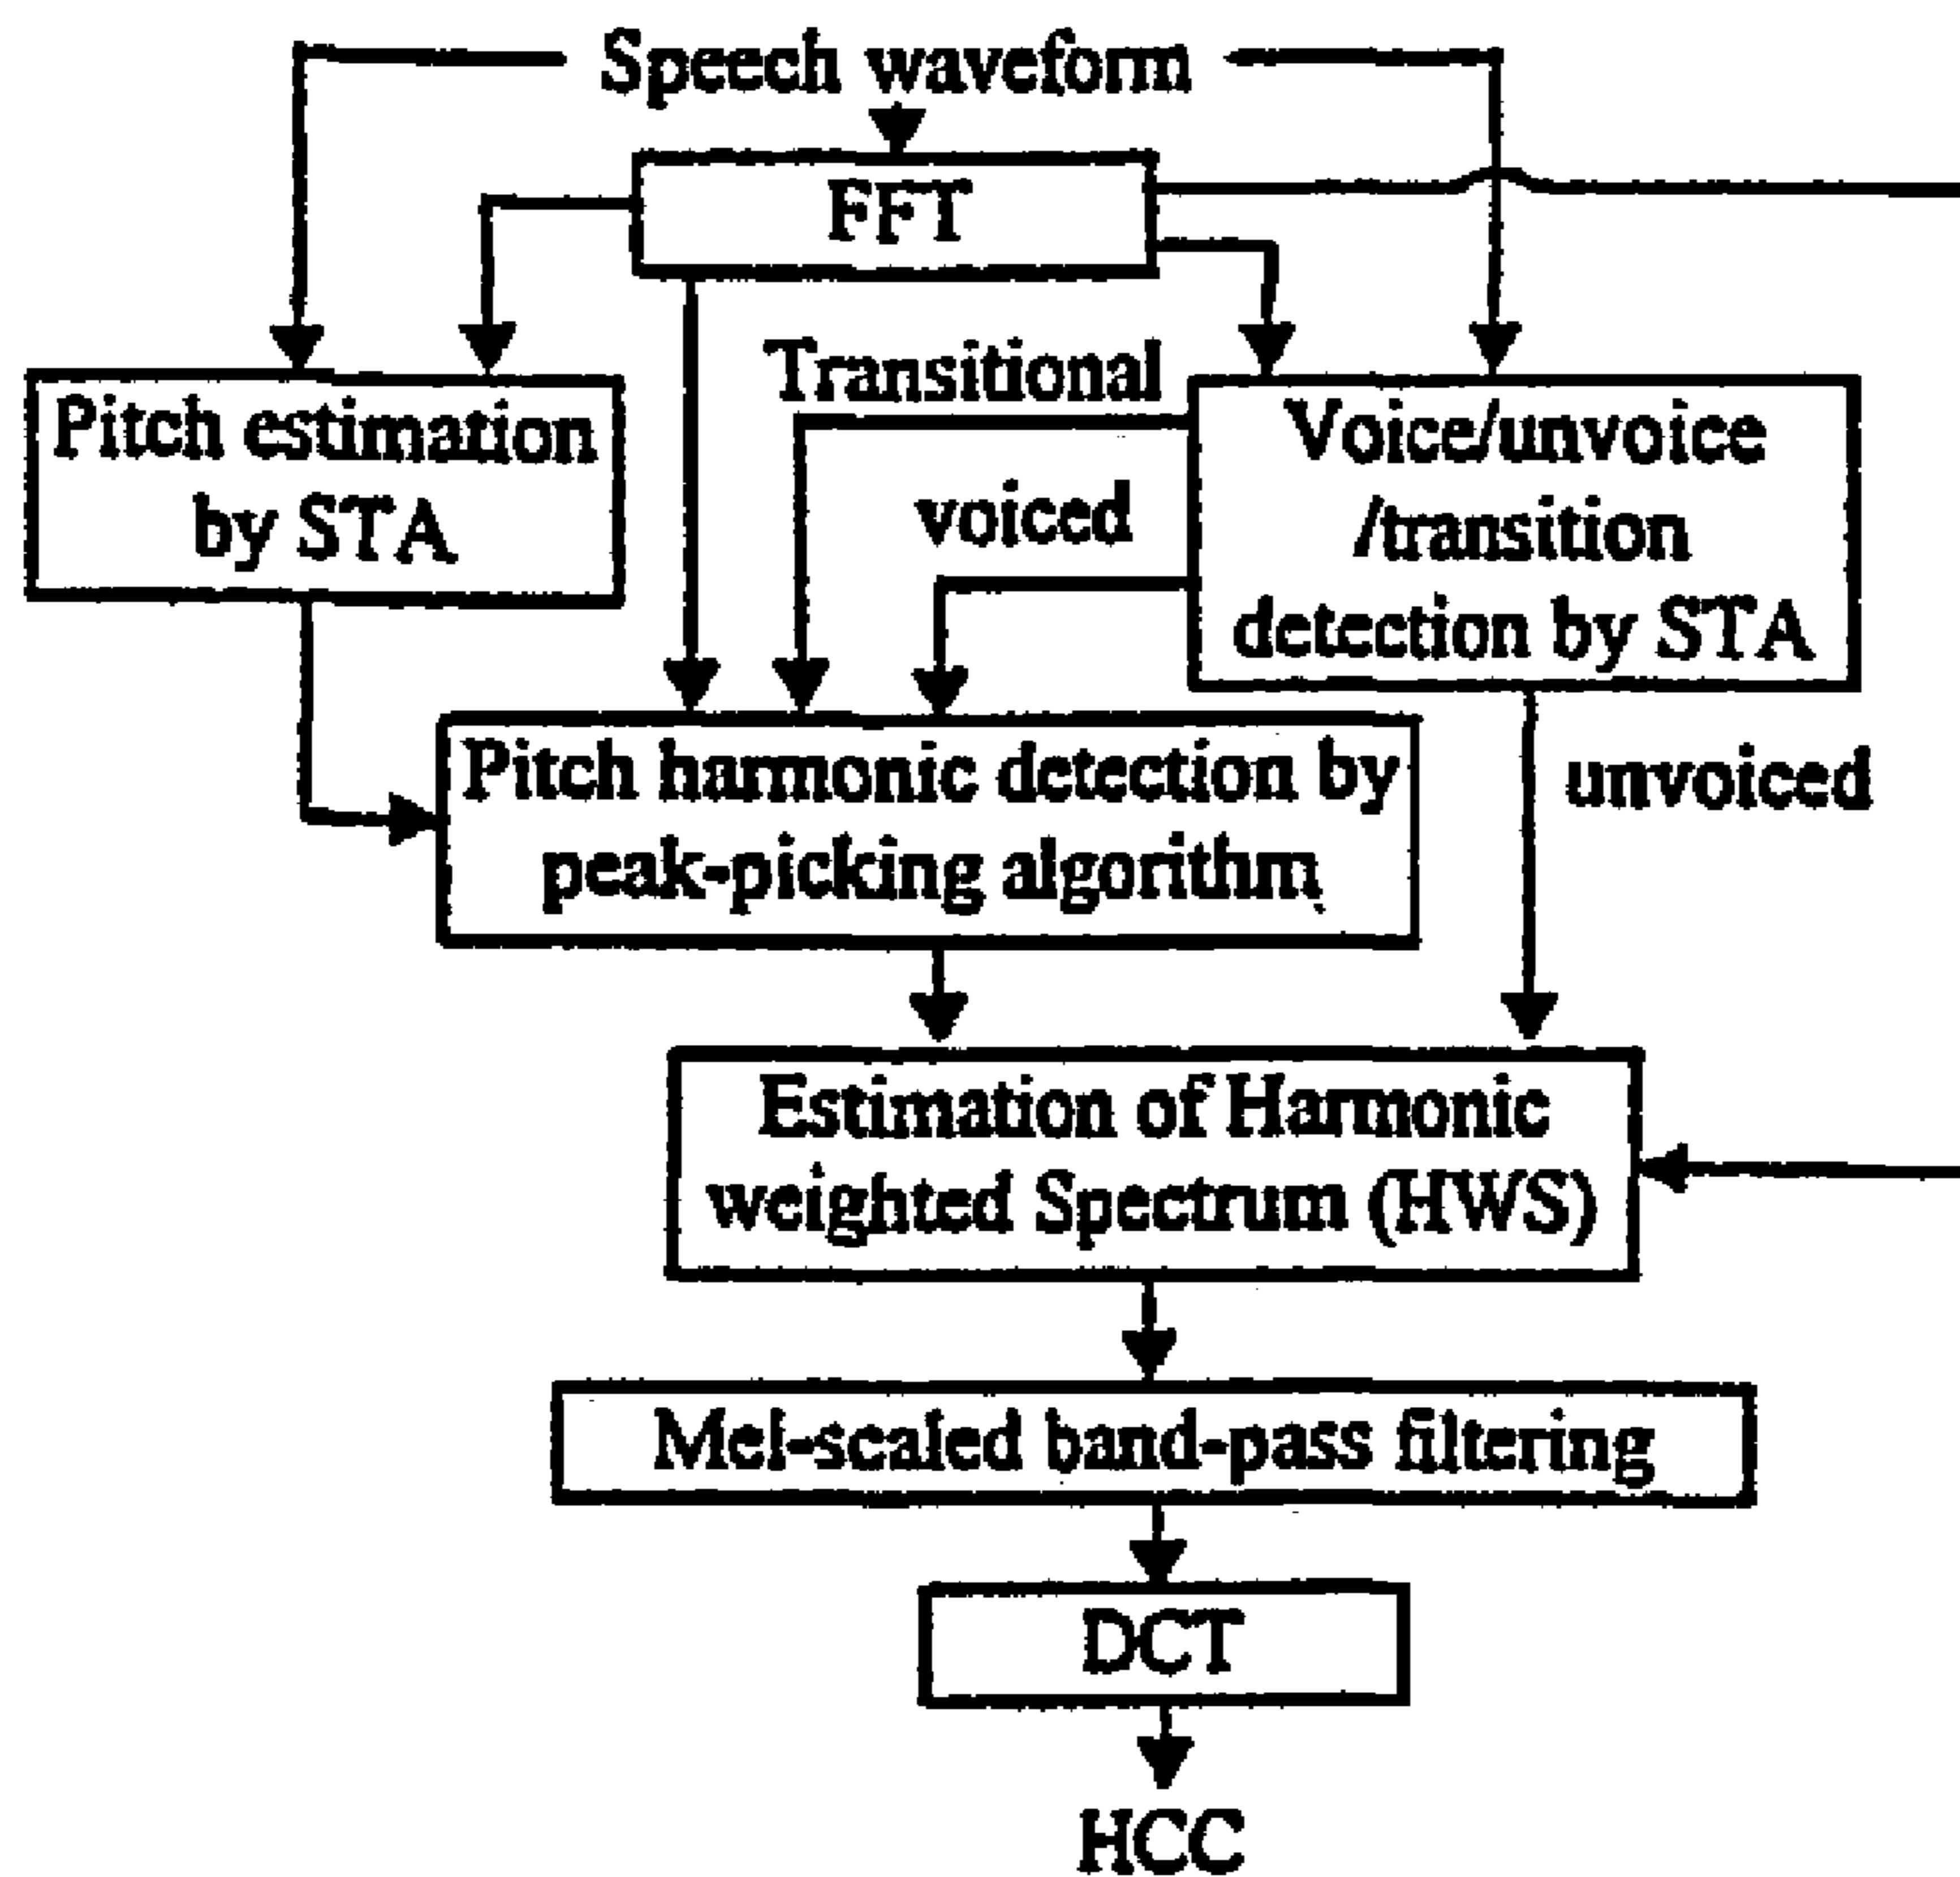 Speech waveform
FFT
Transitional
Pitch estimation
by STA
voiced
Voice/unvoice
/transition
detection by STA
Pitch harmonic detection by
peak-picking algorithm
unvoiced
Estimation of Harmonic
weighted Spectrum (HWS)
Mel-scaled band-pass filtering
DCT
HCC